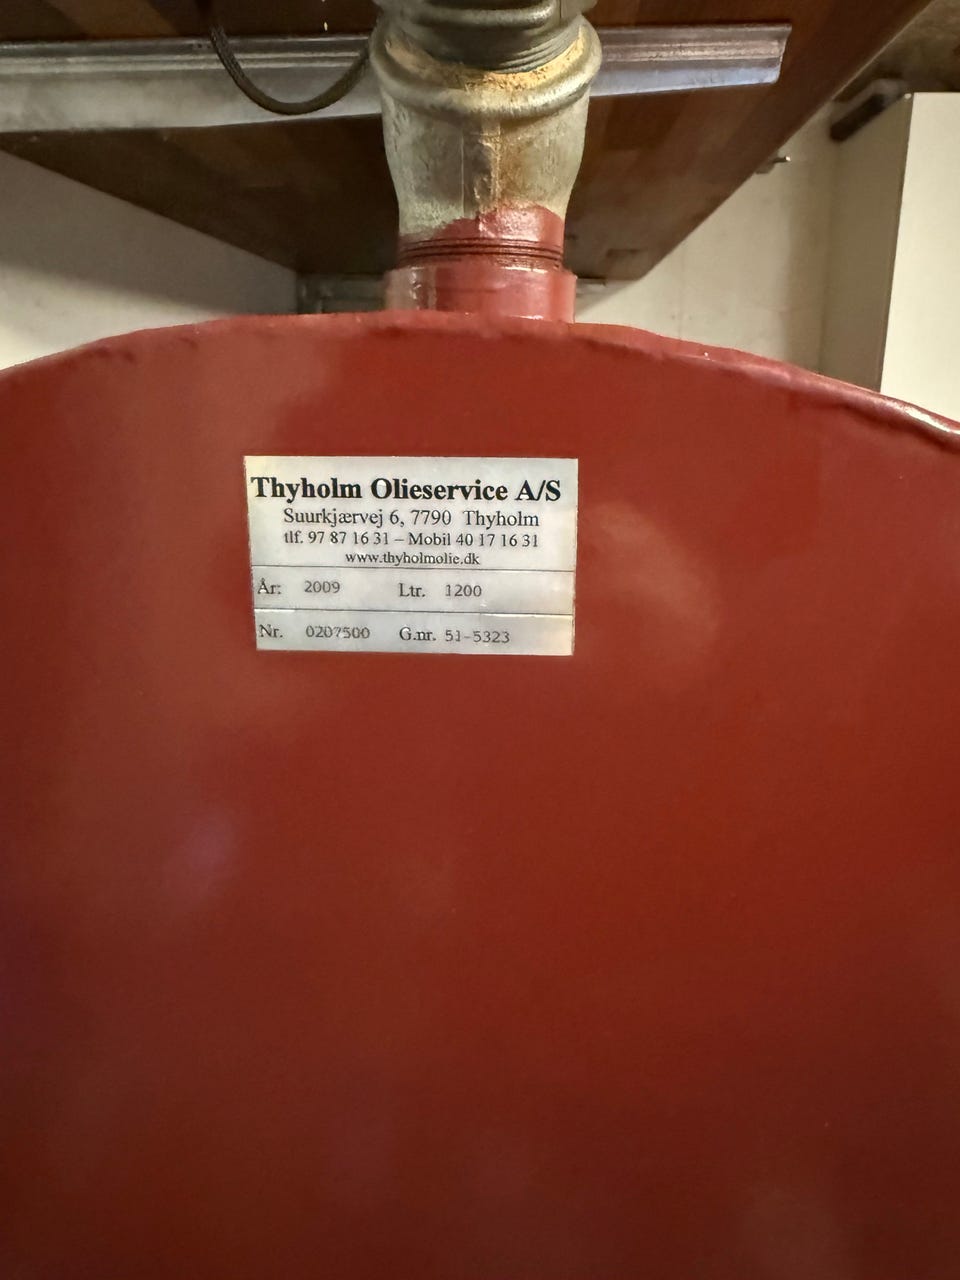 Thyholm Olieservice A/S
Suurkjærvej 6, 7790 Thyholm
tlf. 97 87 16 31 – Mobil 40 17 16 31
www.thyholmolie.dk
År: 2009 Ltr. 1200
Nr. 0207500 G.nr. 51-5323